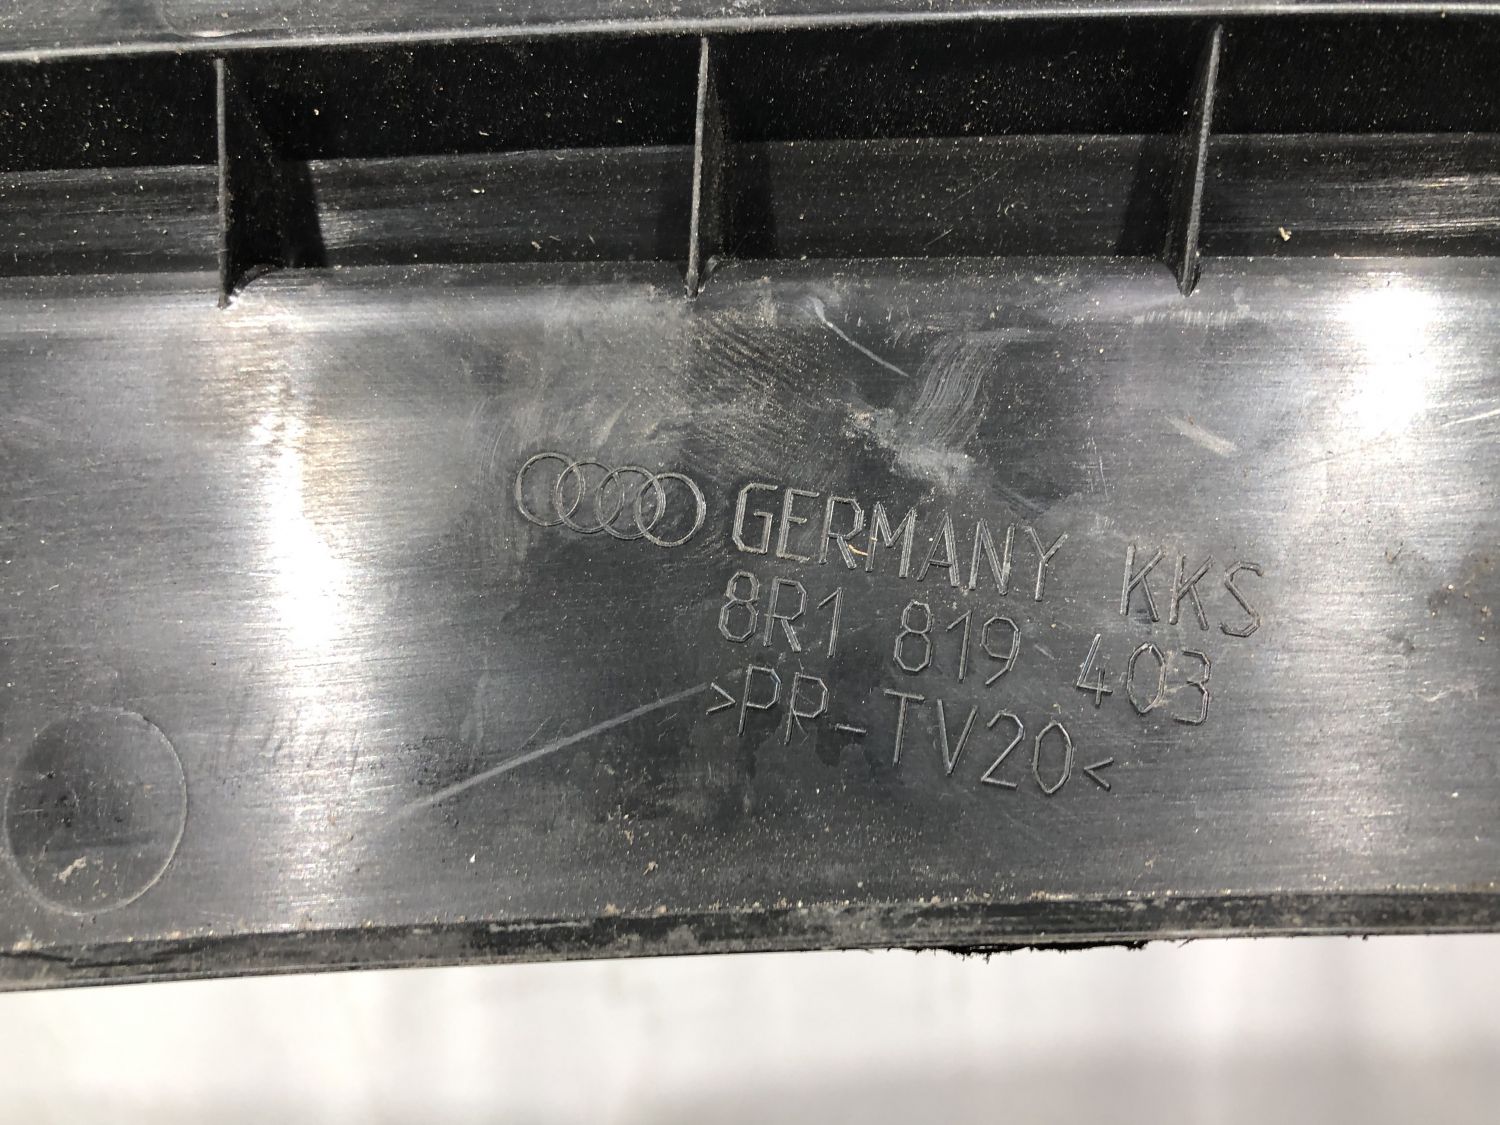 GERMANY KKS
8R1 819 403
>PP-TV20<